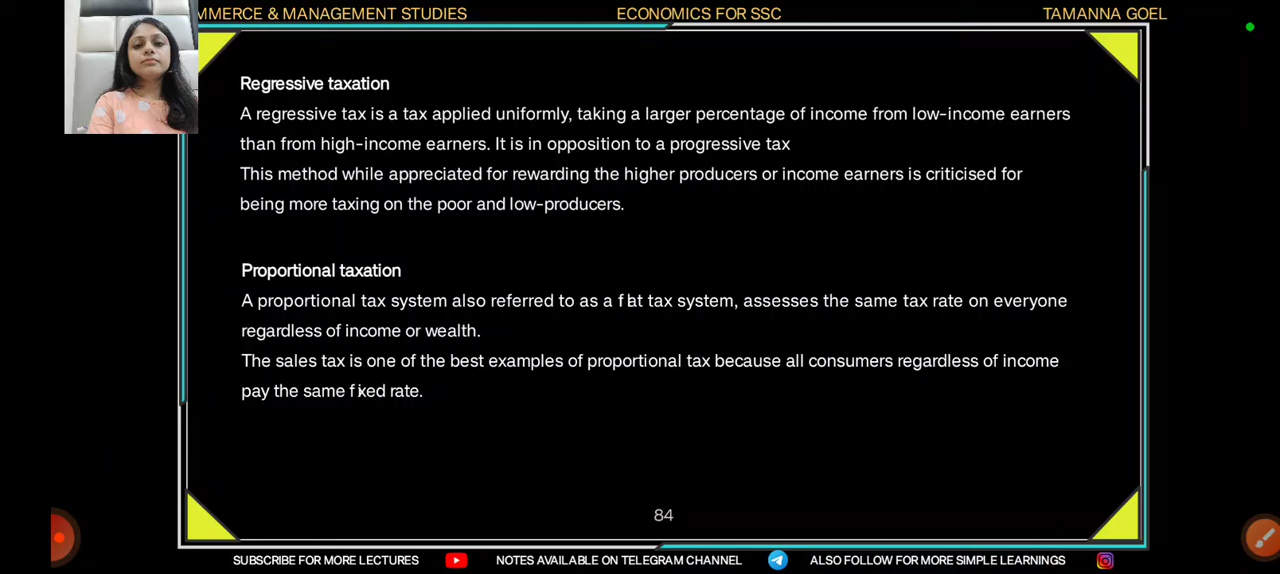 MMERCE & MANAGEMENT STUDIES ECONOMICS FOR SSC TAMANNA GOEL
Regressive taxation
A regressive tax is a tax applied uniformly, taking a larger percentage of income from low-income earners
than from high-income earners. It is in opposition to a progressive tax
This method while appreciated for rewarding the higher producers or income earners is criticised for
being more taxing on the poor and low-producers.
Proportional taxation
A proportional tax system also referred to as a flat tax system, assesses the same tax rate on everyone
regardless of income or wealth.
The sales tax is one of the best examples of proportional tax because all consumers regardless of income
pay the same fixed rate.
84
SUBSCRIBE FOR MORE LECTURES NOTES AVAILABLE ON TELEGRAM CHANNEL ALSO FOLLOW FOR MORE SIMPLE LEARNINGS